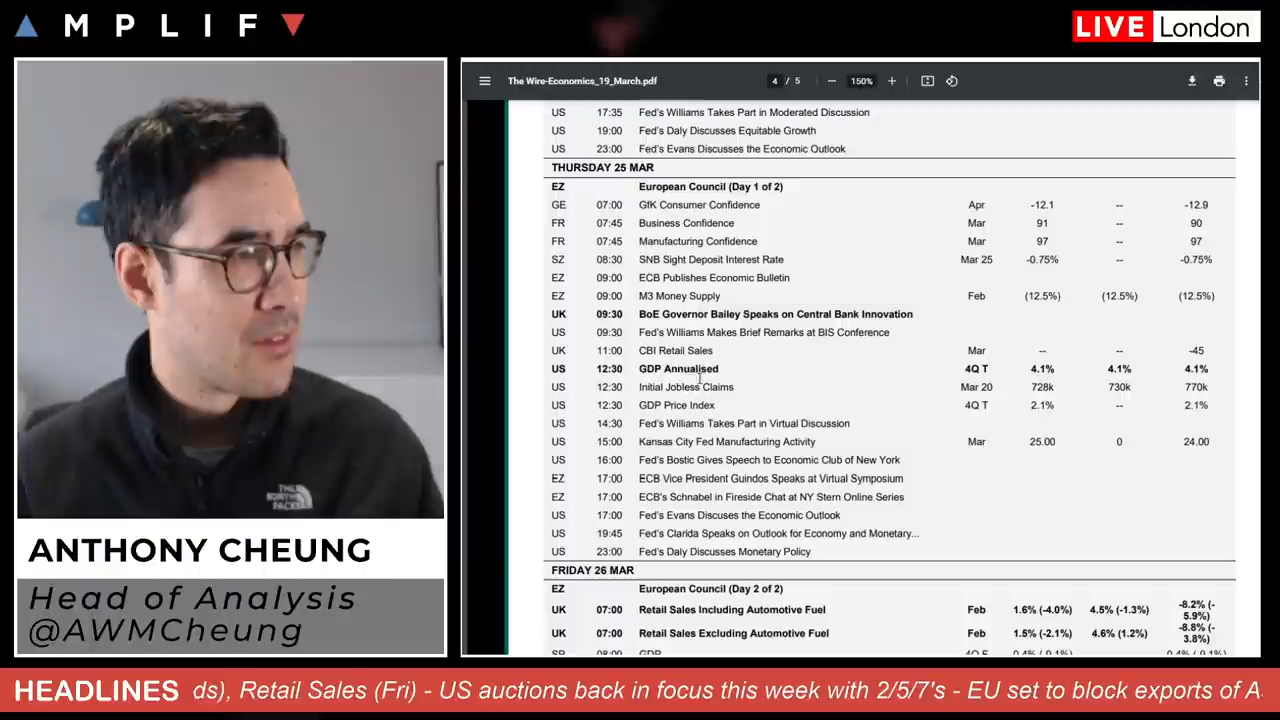 MPLIF
LIVE London
The Wire-Economics_19_March.pdf 4 / 5 150%
US 17:35 Fed's Williams Takes Part in Moderated Discussion
US 19:00 Fed's Daly Discusses Equitable Growth
US 23:00 Fed's Evans Discusses the Economic Outlook
THURSDAY 25 MAR
EZ European Council (Day 1 of 2)
GE 07:00 GfK Consumer Confidence Apr -12.1 -- -12.9
FR 07:45 Business Confidence Mar 91 -- 90
FR 07:45 Manufacturing Confidence Mar 97 -- 97
SZ 08:30 SNB Sight Deposit Interest Rate Mar 25 -0.75% -- -0.75%
EZ 09:00 ECB Publishes Economic Bulletin
EZ 09:00 M3 Money Supply Feb (12.5%) (12.5%) (12.5%)
UK 09:30 BoE Governor Bailey Speaks on Central Bank Innovation
US 09:30 Fed's Williams Makes Brief Remarks at BIS Conference
UK 11:00 CBI Retail Sales Mar -- -- -45
US 12:30 GDP Annualised 4Q T 4.1% 4.1% 4.1%
US 12:30 Initial Jobless Claims Mar 20 728k 730k 770k
US 12:30 GDP Price Index 4Q T 2.1% -- 2.1%
US 14:30 Fed's Williams Takes Part in Virtual Discussion
US 15:00 Kansas City Fed Manufacturing Activity Mar 25.00 0 24.00
US 16:00 Fed's Bostic Gives Speech to Economic Club of New York
EZ 17:00 ECB Vice President Guindos Speaks at Virtual Symposium
EZ 17:00 ECB's Schnabel in Fireside Chat at NY Stern Online Series
US 17:00 Fed's Evans Discuses the Economic Outlook
US 19:45 Fed's Clarida Speaks on Outlook for Economy and Monetary...
US 23:00 Fed's Daly Discusses Monetary Policy
FRIDAY 26 MAR
EZ European Council (Day 2 of 2)
UK 07:00 Retail Sales Including Automotive Fuel Feb 1.6% (-4.0%) 4.5% (-1.3%) -8.2% (-
5.9%)
UK 07:00 Retail Sales Excluding Automotive Fuel Feb 1.5% (-2.1%) 4.6% (1.2%) -8.8% (-
3.8%)
THE NORTH FACE
ANTHONY CHEUNG
Head of Analysis
@AWMCheung
HEADLINES ds), Retail Sales (Fri) - US auctions back in focus this week with 2/5/7's - EU set to block exports of A